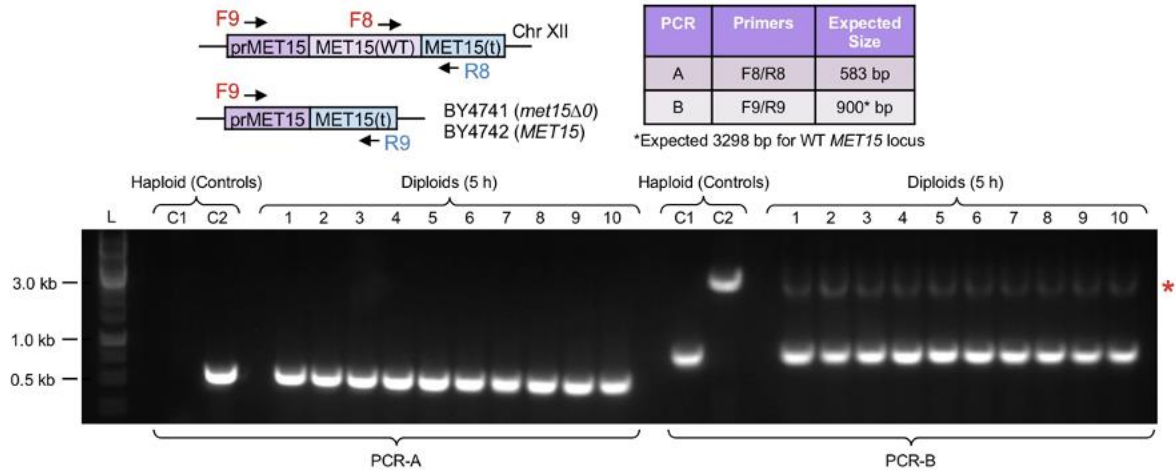 F9
F8
Chr XII
prMET15 MET15(WT) MET15(t)
R8
F9
prMET15 MET15(t)
R9
BY4741 (met15Δ0)
BY4742 (MET15)
PCR Primers Expected Size
A F8/R8 583 bp
B F9/R9 900* bp
*Expected 3298 bp for WT MET15 locus
Haploid (Controls) Diploids (5 h) Haploid (Controls) Diploids (5 h)
L C1 C2 1 2 3 4 5 6 7 8 9 10 C1 C2 1 2 3 4 5 6 7 8 9 10
3.0 kb
*
1.0 kb
0.5 kb
PCR-A PCR-B